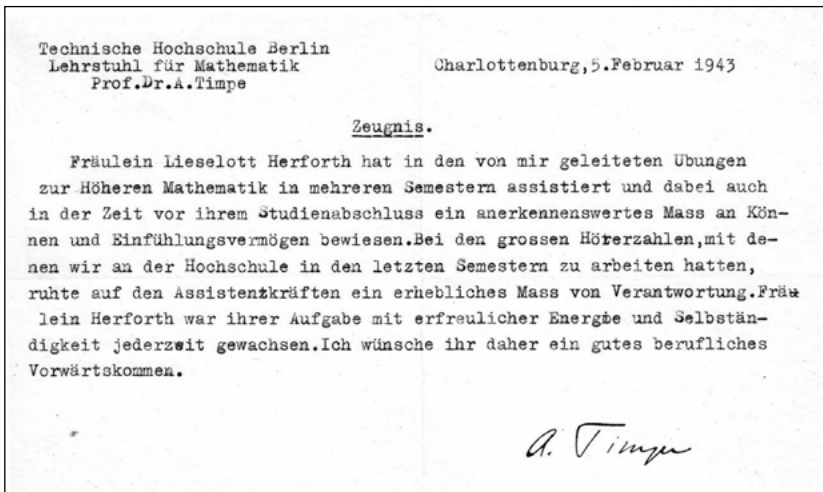 Technische Hochschule Berlin
Lehrstuhl für Mathematik
Prof.Dr.A.Timpe
Charlottenburg,5.Februar 1943
Zeugnis.
Fräulein Lieselott Herforth hat in den von mir geleiteten Übungen
zur Höheren Mathematik in mehreren Semestern assistiert und dabei auch
in der Zeit vor ihrem Studienabschluss ein anerkennenswertes Mass an Kön-
nen und Einfühlungsvermögen bewiesen.Bei den grossen Hörerzahlen,mit de-
nen wir an der Hochschule in den letzten Semestern zu arbeiten hatten,
ruhte auf den Assistenzkräften ein erhebliches Mass von Verantwortung.Fräu
lein Herforth war ihrer Aufgabe mit erfreulicher Energie und Selbstän-
digkeit jederzeit gewachsen.Ich wünsche ihr daher ein gutes berufliches
Vorwärtskommen.
A. Timpe